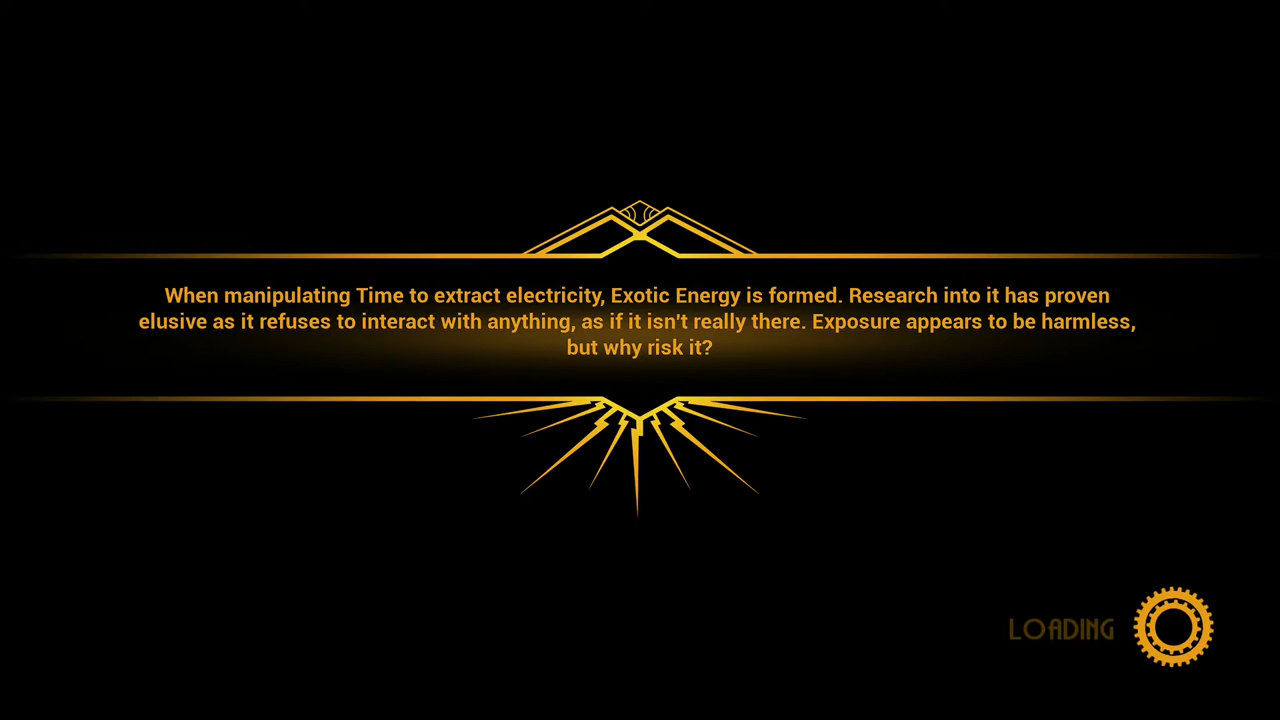 When manipulating Time to extract electricity, Exotic Energy is formed. Research into it has proven
elusive as it refuses to interact with anything, as if it isn't really there. Exposure appears to be harmless,
but why risk it?
LOADING